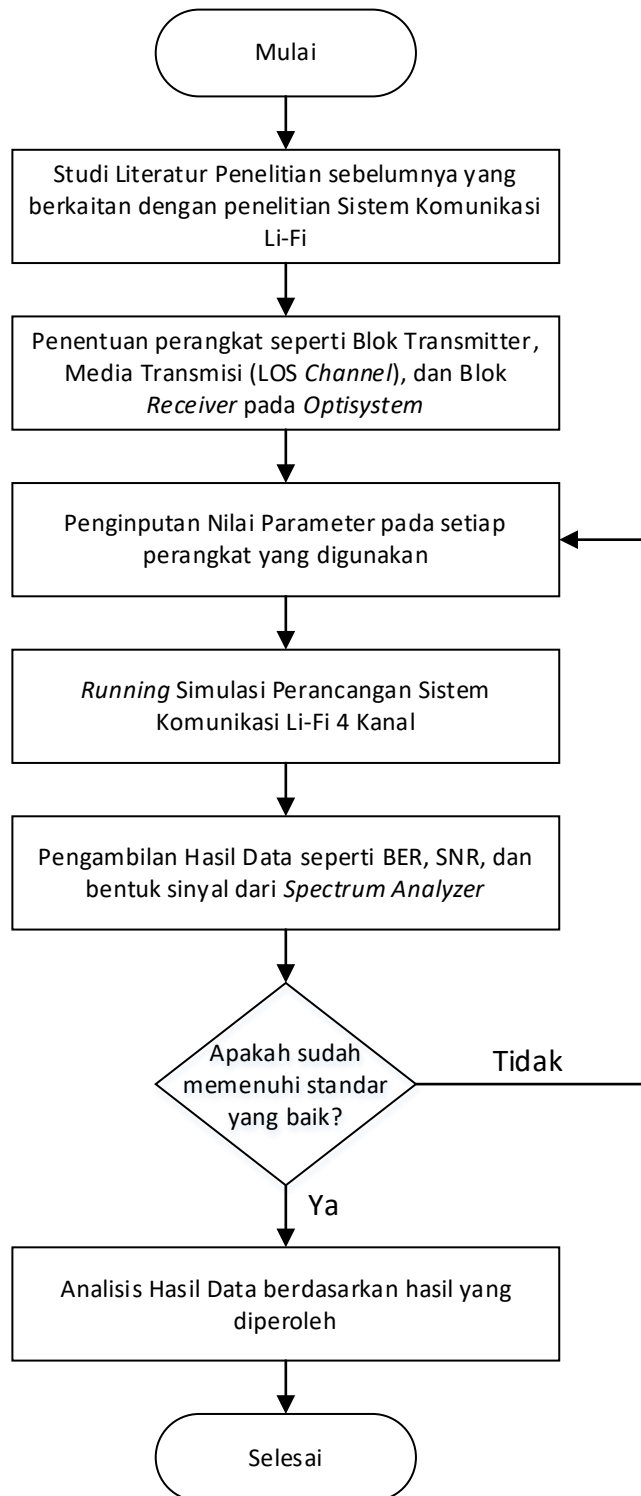 Mulai
Studi Literatur Penelitian sebelumnya yang
berkaitan dengan penelitian Sistem Komunikasi
Li-Fi
Penentuan perangkat seperti Blok Transmitter,
Media Transmisi (LOS Channel), dan Blok
Receiver pada Optisystem
Penginputan Nilai Parameter pada setiap
perangkat yang digunakan
Running Simulasi Perancangan Sistem
Komunikasi Li-Fi 4 Kanal
Pengambilan Hasil Data seperti BER, SNR, dan
bentuk sinyal dari Spectrum Analyzer
Apakah sudah
memenuhi standar
yang baik?
Tidak
Ya
Analisis Hasil Data berdasarkan hasil yang
diperoleh
Selesai